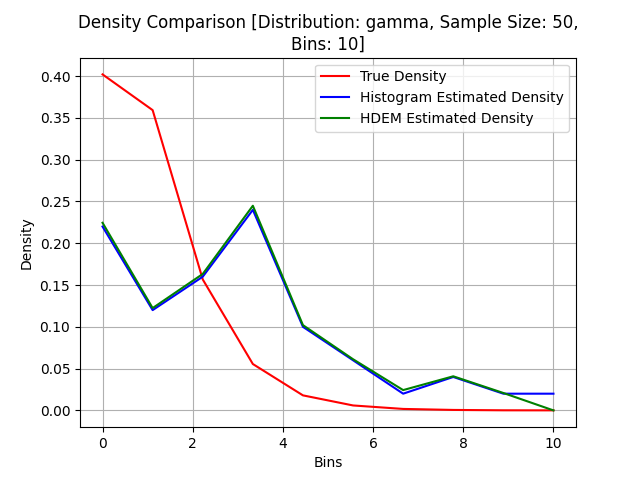 Density Comparison [Distribution: gamma, Sample Size: 50,
Bins: 10]
True Density
Histogram Estimated Density
HDEM Estimated Density
Density
0.40
0.35
0.30
0.25
0.20
0.15
0.10
0.05
0.00
0 2 4 6 8 10
Bins